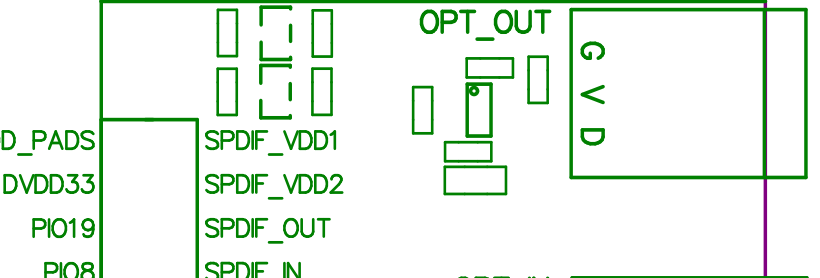 OPT_OUT
G
V
D
D_PADS SPDIF_VDD1
DVDD33 SPDIF_VDD2
PIO19 SPDIF_OUT
PIO8 SPDIF_IN